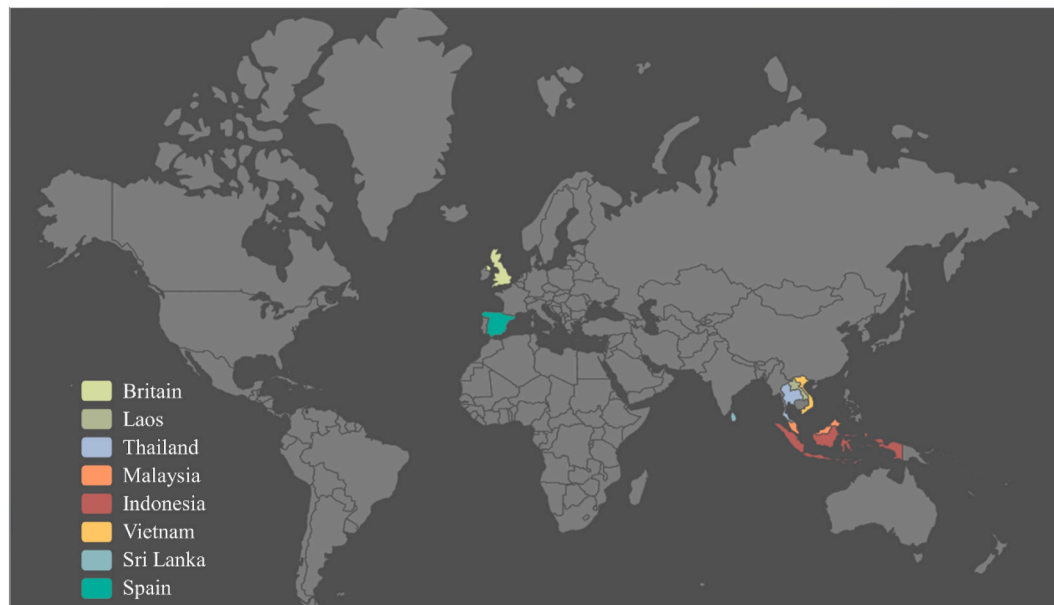 Britain
Laos
Thailand
Malaysia
Indonesia
Vietnam
Sri Lanka
Spain